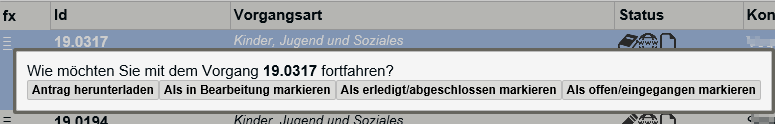 fx Id Vorgangsart Status Kon
19.0317 Kinder, Jugend und Soziales
Wie möchten Sie mit dem Vorgang 19.0317 fortfahren?
Antrag herunterladen Als in Bearbeitung markieren Als erledigt/abgeschlossen markieren Als offen/eingegangen markieren
19.0194 Kinder, Jugend und Soziales